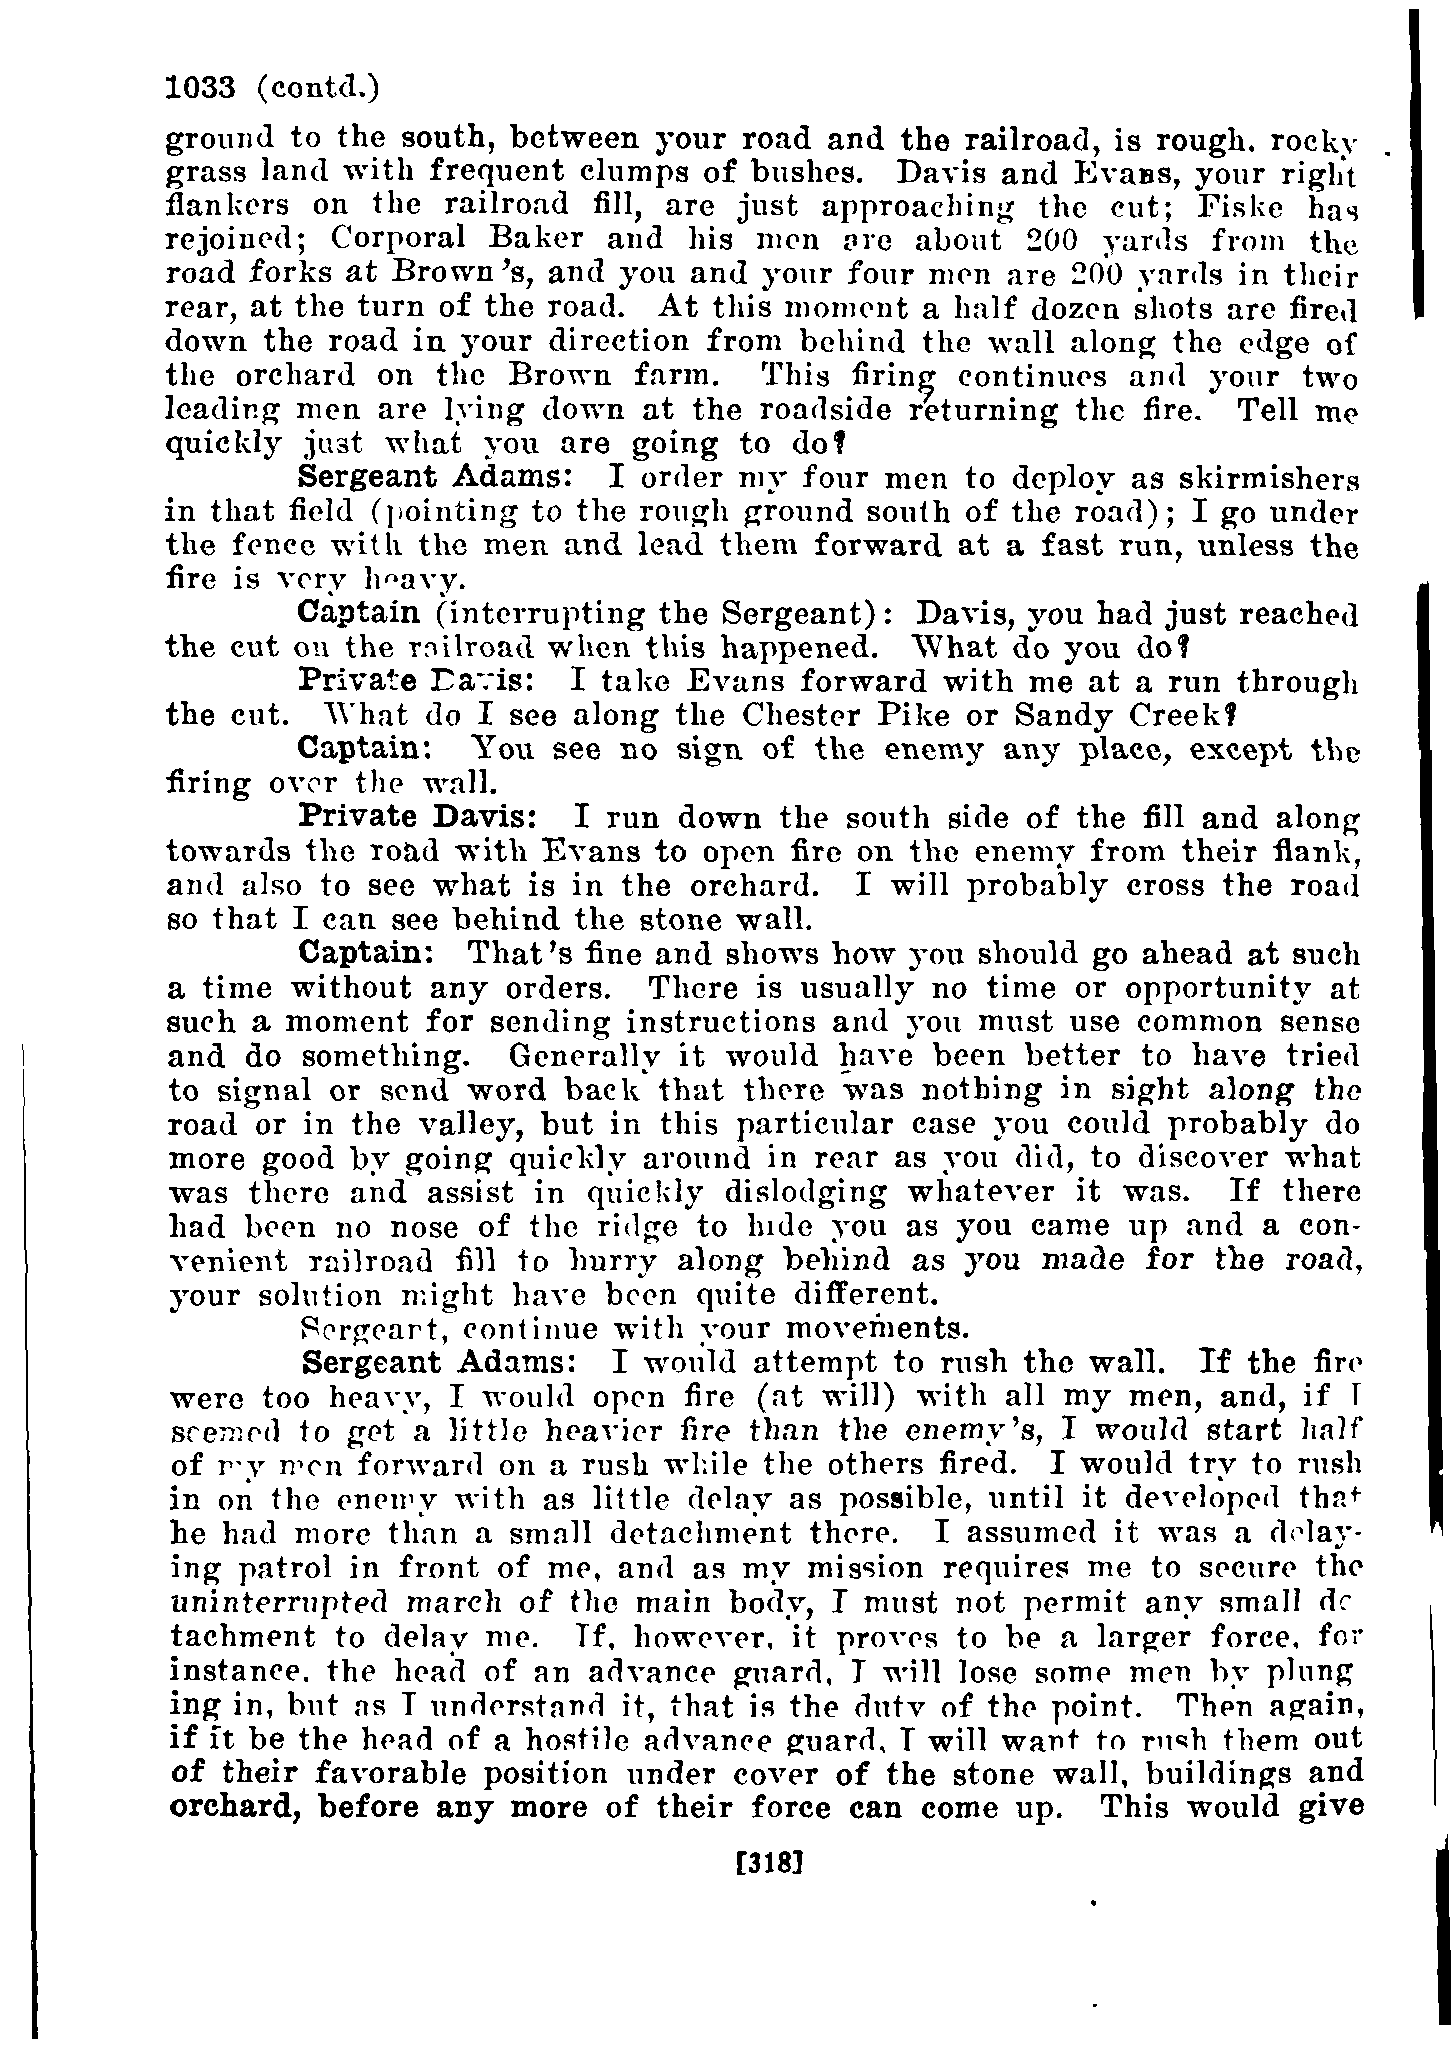 1033 (contd.)
ground to the south, between your road and the railroad, is rough. rocky
grass land with frequent clumps of bushes. Davis and Evans, your right
flankers on the railroad fill, are just approaching the cut; Fiske has
rejoined; Corporal Baker and his men are about 200 yards from the
road forks at Brown's, and you and your four men are 200 yards in their
rear, at the turn of the road. At this moment a half dozen shots are fired
down the road in your direction from behind the wall along the edge of
the orchard on the Brown farm. This firing continues and your two
leading men are lying down at the roadside returning the fire. Tell me
quickly just what you are going to do?
Sergeant Adams: I order my four men to deploy as skirmishers
in that field (pointing to the rough ground south of the road); I go under
the fence with the men and lead them forward at a fast run, unless the
fire is very heavy.
Captain (interrupting the Sergeant): Davis, you had just reached
the cut on the railroad when this happened. What do you do?
Private Davis: I take Evans forward with me at a run through
the cut. What do I see along the Chester Pike or Sandy Creek?
Captain: You see no sign of the enemy any place, except the
firing over the wall.
Private Davis: I run down the south side of the fill and along
towards the road with Evans to open fire on the enemy from their flank,
and also to see what is in the orchard. I will probably cross the road
so that I can see behind the stone wall.
Captain: That's fine and shows how you should go ahead at such
a time without any orders. There is usually no time or opportunity at
such a moment for sending instructions and you must use common sense
and do something. Generally it would have been better to have tried
to signal or send word back that there was nothing in sight along the
road or in the valley, but in this particular case you could probably do
more good by going quickly around in rear as you did, to discover what
was there and assist in quickly dislodging whatever it was. If there
had been no nose of the ridge to hide you as you came up and a con-
venient railroad fill to hurry along behind as you made for the road,
your solution might have been quite different.
Sergeant, continue with your movements.
Sergeant Adams: I would attempt to rush the wall. If the fire
were too heavy, I would open fire (at will) with all my men, and, if I
seemed to get a little heavier fire than the enemy's, I would start half
of my men forward on a rush while the others fired. I would try to rush
in on the enemy with as little delay as possible, until it developed that
he had more than a small detachment there. I assumed it was a delay-
ing patrol in front of me, and as my mission requires me to secure the
uninterrupted march of the main body, I must not permit any small de
tachment to delay me. If, however, it proves to be a larger force, for
instance. the head of an advance guard, I will lose some men by plung
ing in, but as I understand it, that is the duty of the point. Then again,
if it be the head of a hostile advance guard, I will want to rush them out
of their favorable position under cover of the stone wall, buildings and
orchard, before any more of their force can come up. This would give
[318]